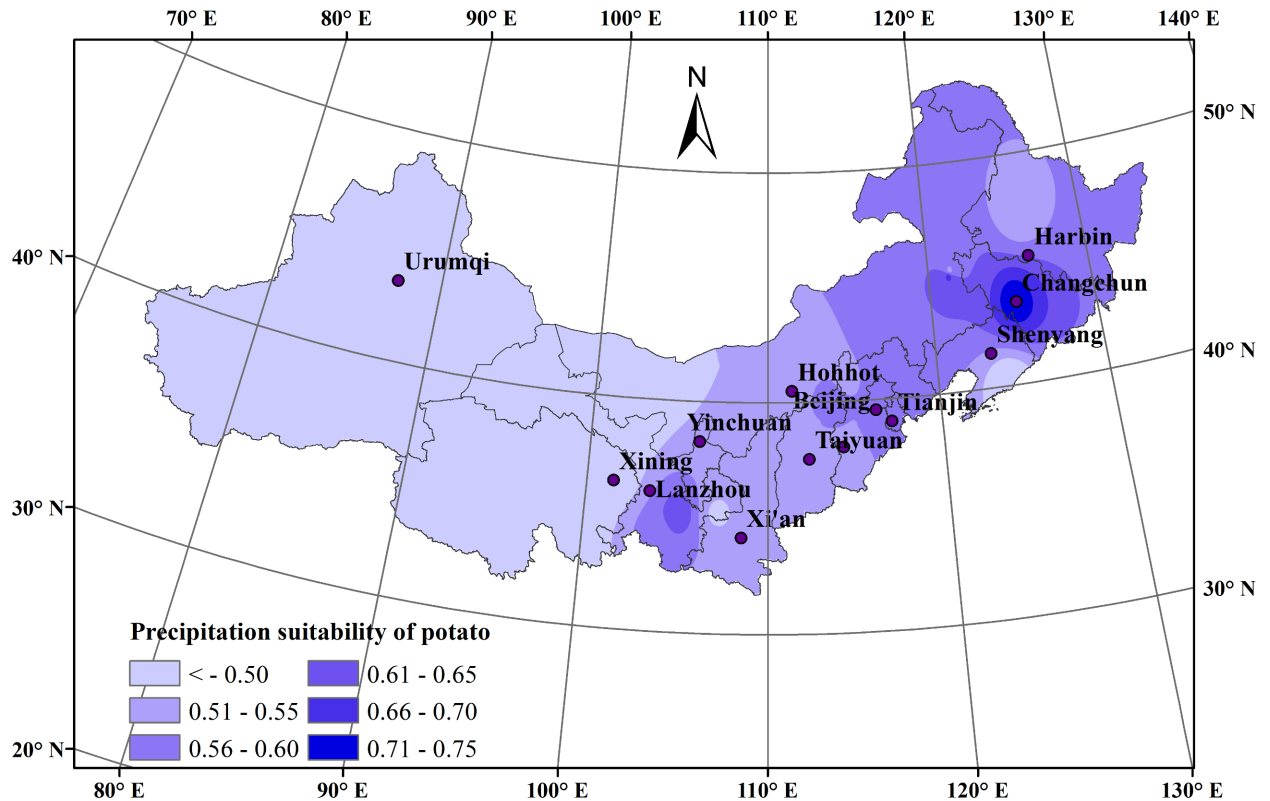 70° E 80° E 90° E 100° E 110° E 120° E 130° E 140° E
N
50° N
Harbin
40° N
Urumqi
Changchun
Shenyang
40° N
Hohhot
Beijing
Tianjin
Yinchuan
Taiyuan
Xining
Lanzhou
30° N
Xi'an
30° N
Precipitation suitability of potato
< - 0.50 0.61 - 0.65
0.51 - 0.55 0.66 - 0.70
0.56 - 0.60 0.71 - 0.75
20° N
80° E 90° E 100° E 110° E 120° E 130° E